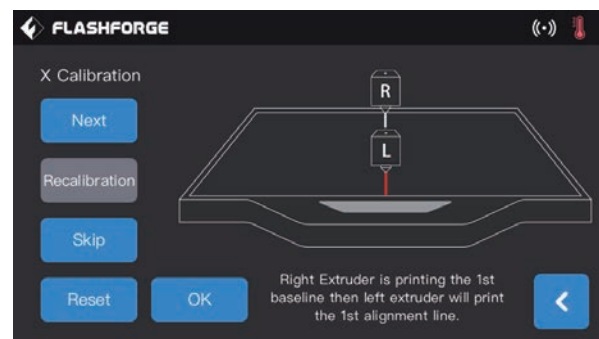 FLASHFORGE
X Calibration
Next
Recalibration
Skip
Reset
OK
R
L
Right Extruder is printing the 1st
baseline then left extruder will print
the 1st alignment line.